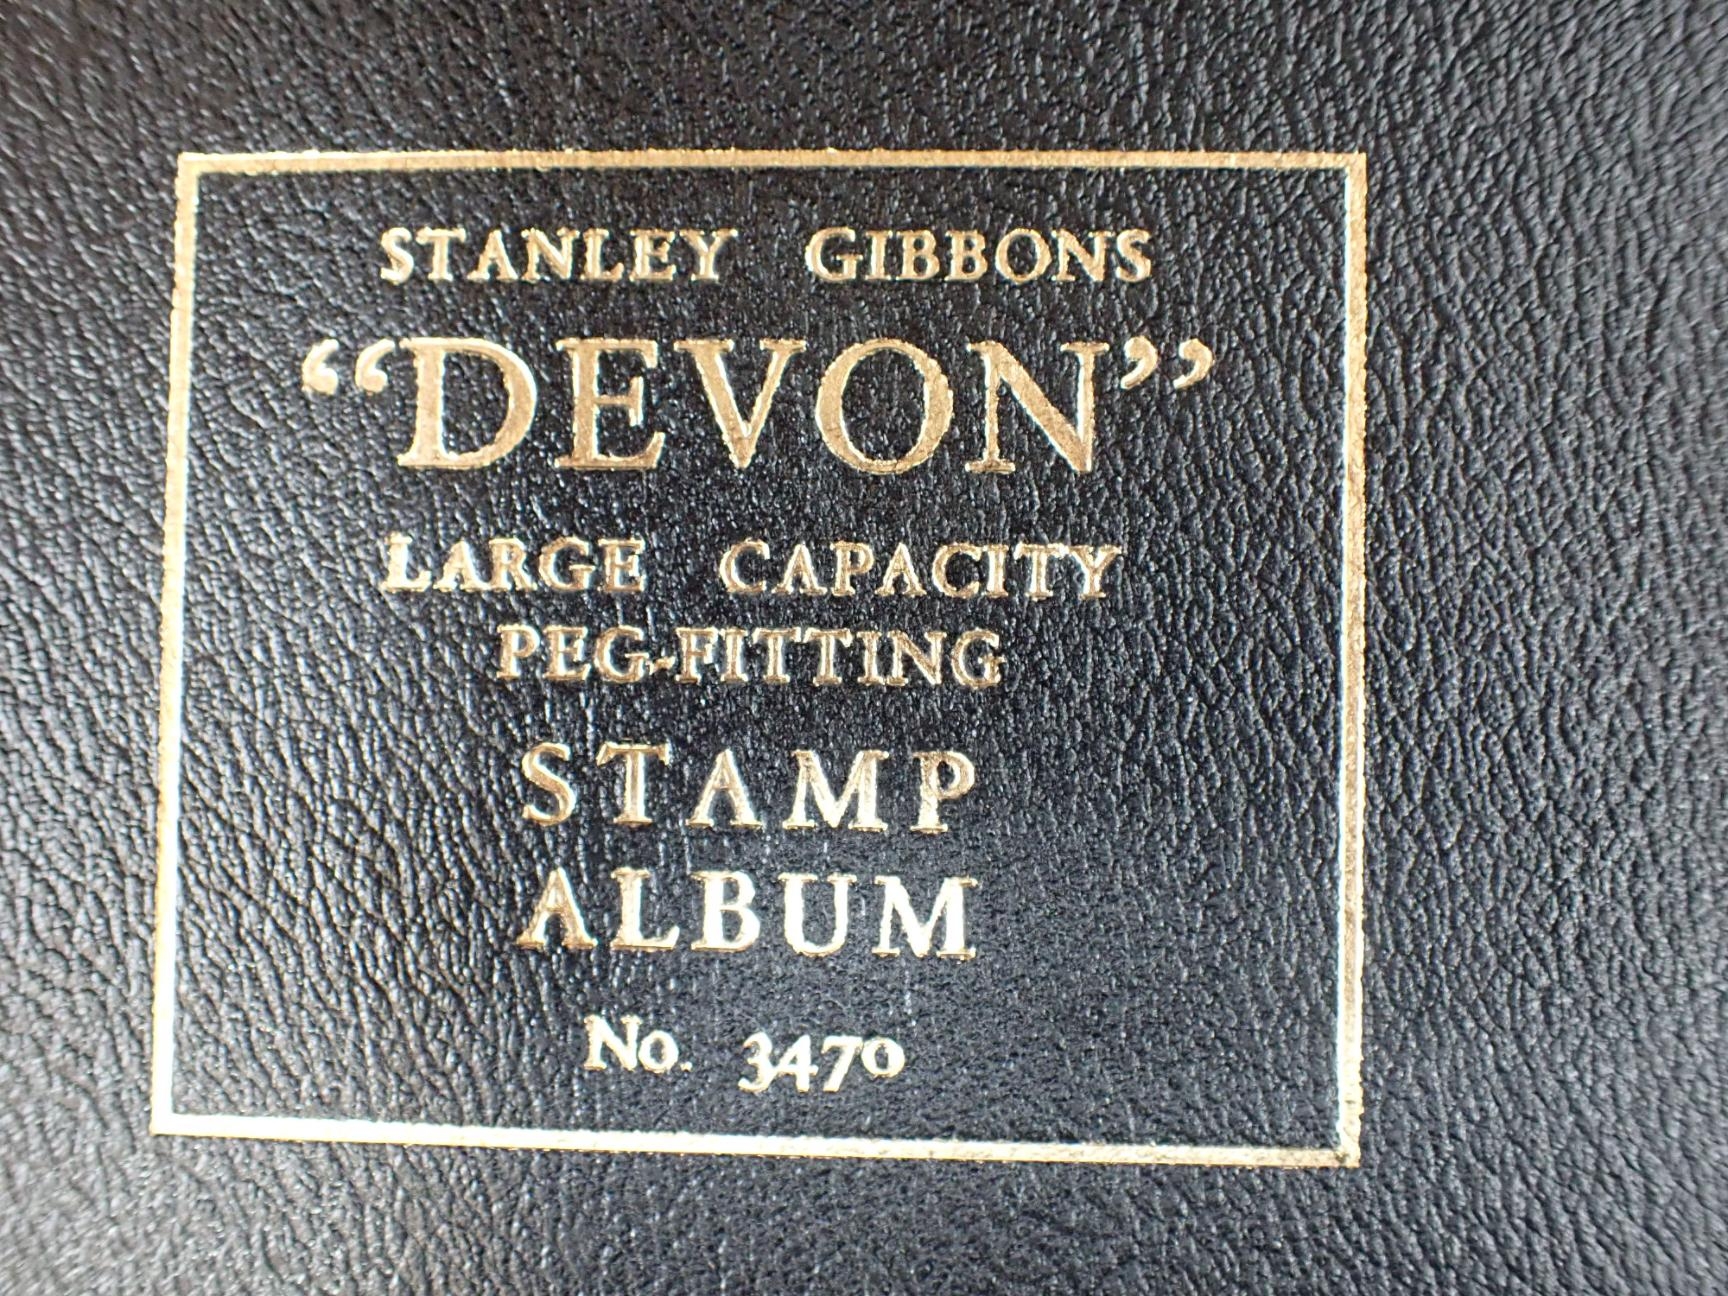 STANLEY GIBBONS
“DEVON”
LARGE CAPACITY
PEG-FITTING
STAMP
ALBUM
No. 3470